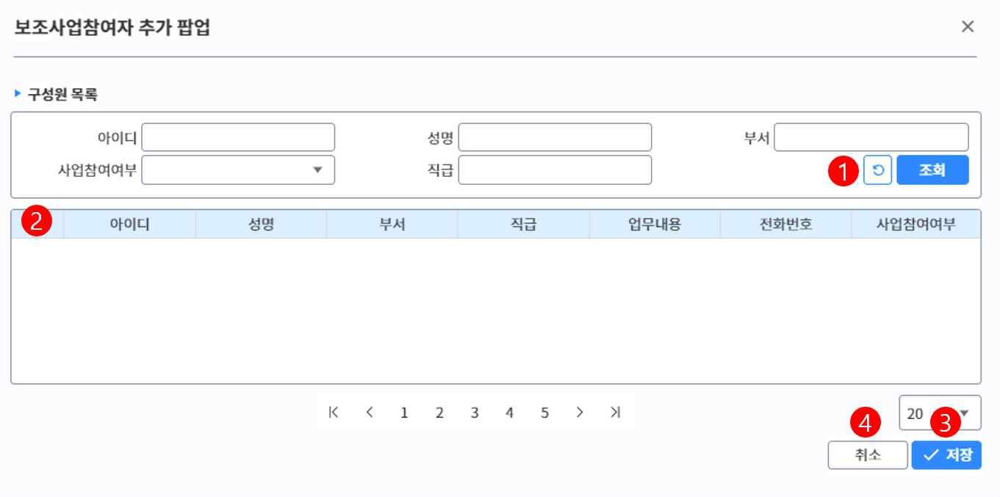 보조사업참여자 추가 팝업
구성원 목록
아이디 성명 부서
사업참여여부 직급 1 조회
2 아이디 성명 부서 직급 업무내용 전화번호 사업참여여부
1 2 3 4 5 20
4 3
취소 저장